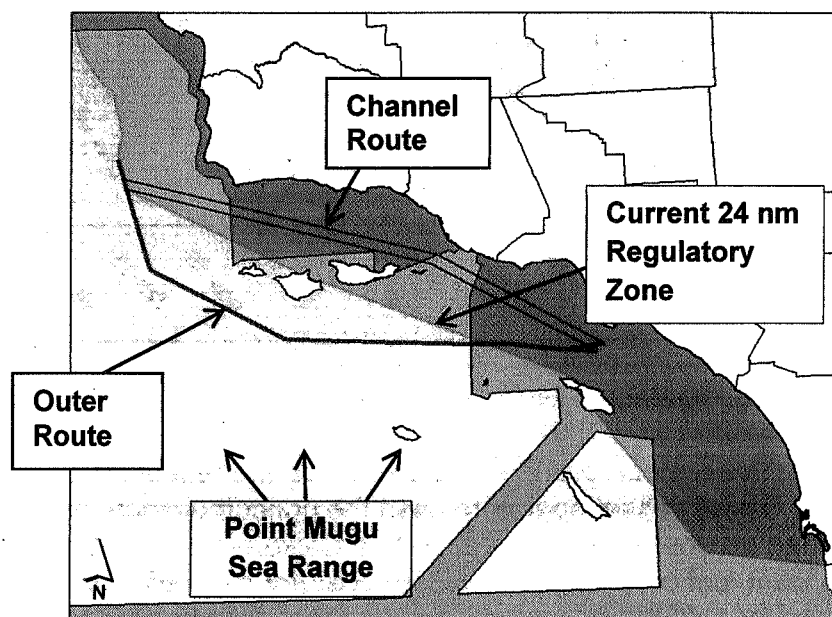 Channel
Route
Current 24 nm
Regulatory
Zone
Outer
Route
Point Mugu
Sea Range
N